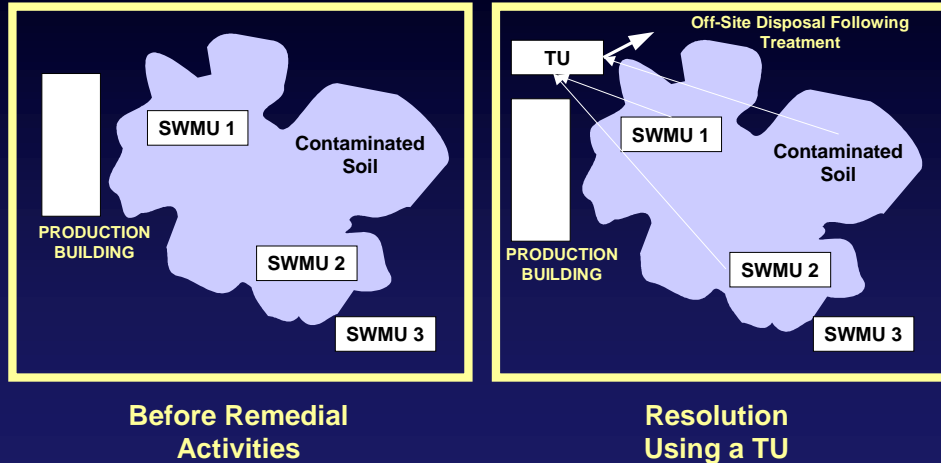 SWMU 1
Contaminated
Soil
PRODUCTION
BUILDING
SWMU 2
SWMU 3
Before Remedial
Activities
Off-Site Disposal Following
Treatment
TU
SWMU 1
Contaminated
Soil
PRODUCTION
BUILDING
SWMU 2
SWMU 3
Resolution
Using a TU